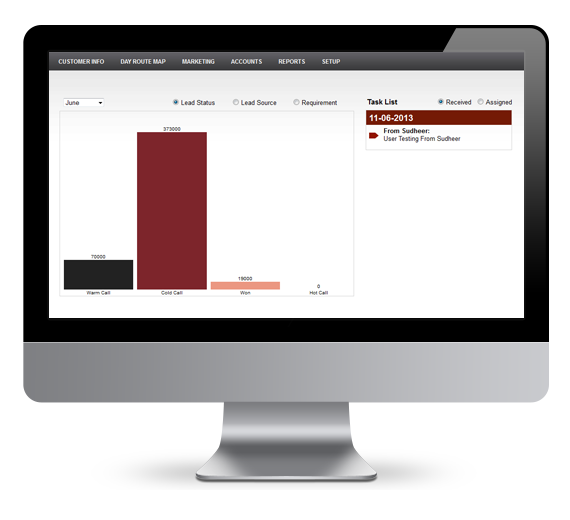 CUSTOMER INFO DAY ROUTE MAP MARKETING ACCOUNTS REPORTS SETUP
June Lead Status Lead Source Requirement
Task List Received Assigned
11-06-2013
From Sudheer:
User Testing From Sudheer
373000
70000
19000
0
Warm Call Cold Call Won Hot Call